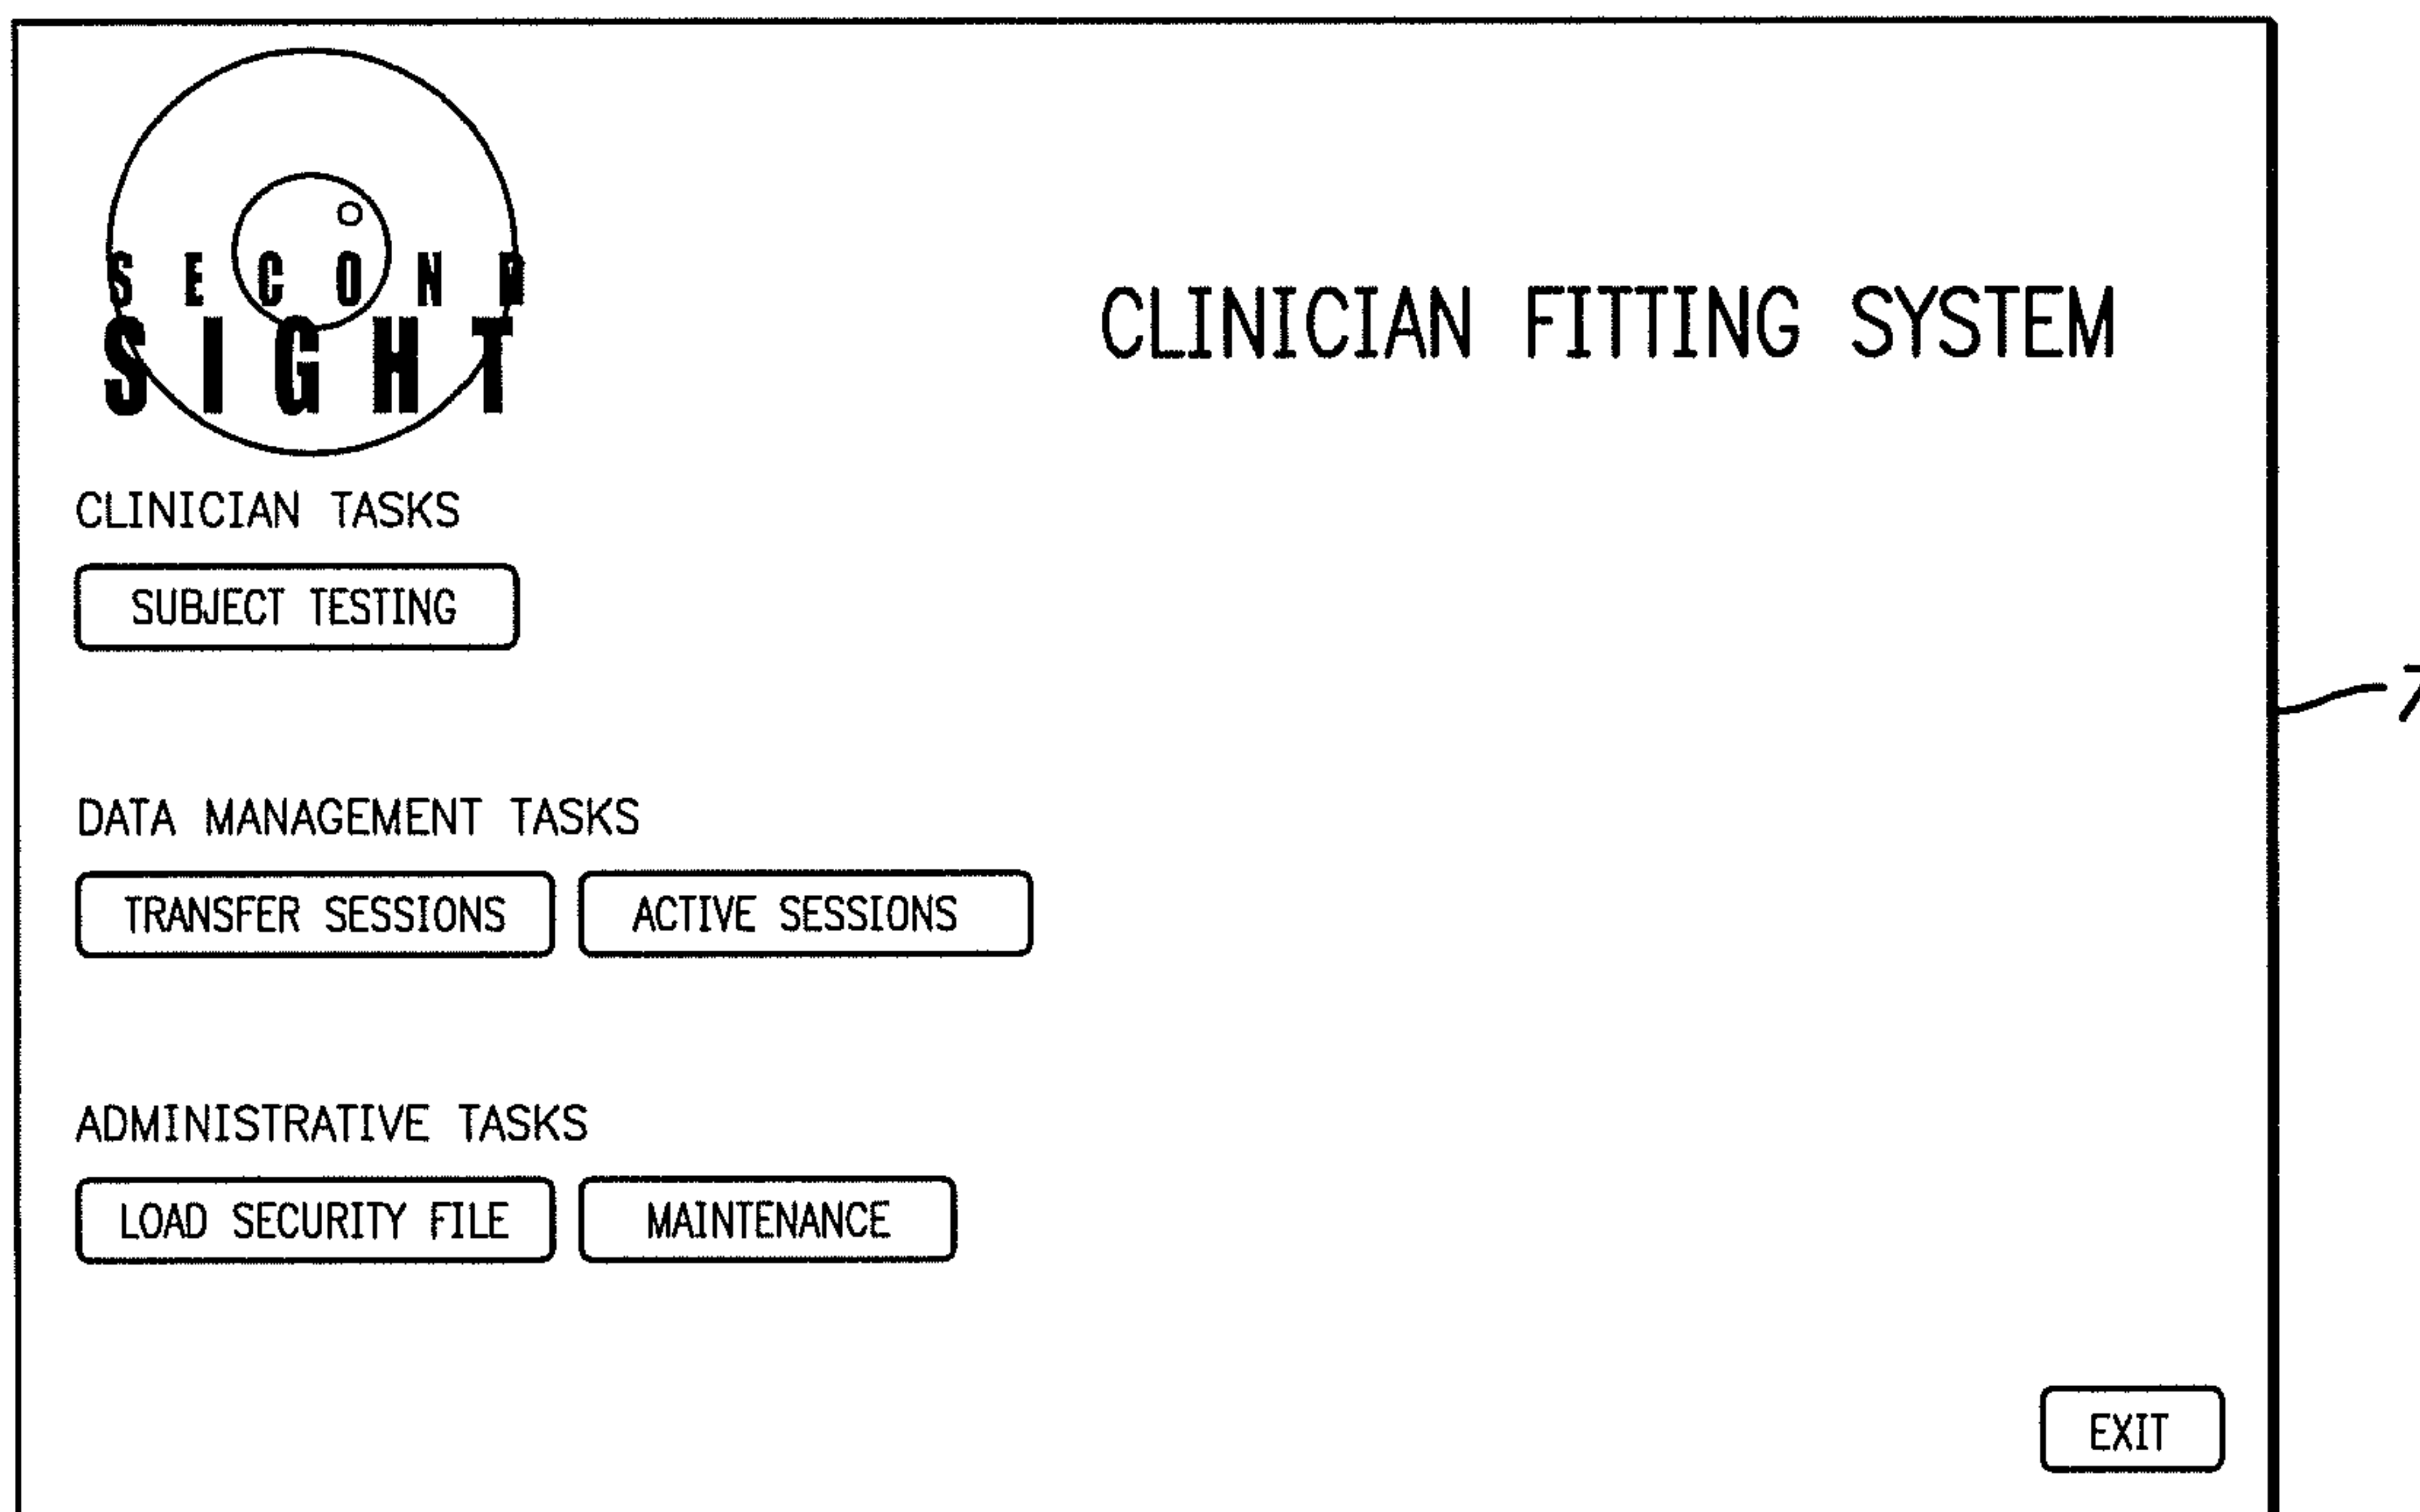 SECOND
SIGHT
CLINICIAN FITTING SYSTEM
CLINICIAN TASKS
SUBJECT TESTING
DATA MANAGEMENT TASKS
TRANSFER SESSIONS ACTIVE SESSIONS
ADMINISTRATIVE TASKS
LOAD SECURITY FILE MAINTENANCE
EXIT